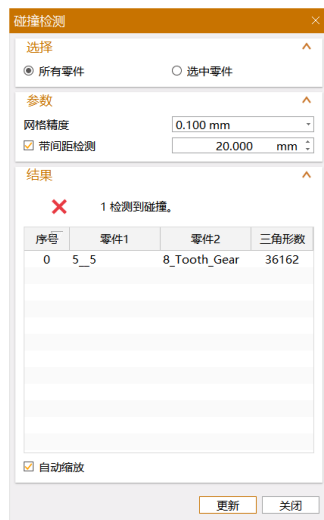 碰撞检测
选择
所有零件 选中零件
参数
网格精度 0.100 mm
带间距检测 20.000 mm
结果
1 检测到碰撞。
序号 零件1 零件2 三角形数
0 5__5 8_Tooth_Gear 36162
自动缩放
更新 关闭